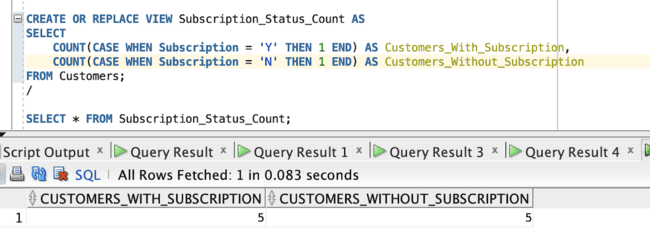 CREATE OR REPLACE VIEW Subscription_Status_Count AS
SELECT
COUNT(CASE WHEN Subscription = 'Y' THEN 1 END) AS Customers_With_Subscription,
COUNT(CASE WHEN Subscription = 'N' THEN 1 END) AS Customers_Without_Subscription
FROM Customers;
/
SELECT * FROM Subscription_Status_Count;
Script Output × Query Result × Query Result 1 × Query Result 3 × Query Result 4 ×
SQL | All Rows Fetched: 1 in 0.083 seconds
CUSTOMERS_WITH_SUBSCRIPTION CUSTOMERS_WITHOUT_SUBSCRIPTION
1 5 5